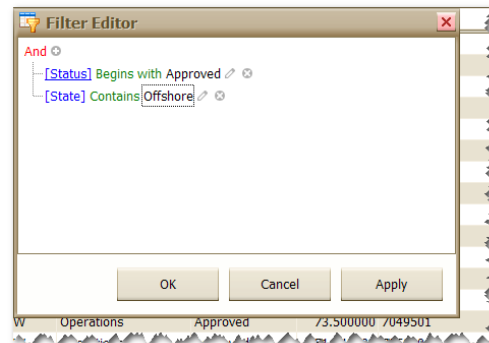 Filter Editor
And
[Status] Begins with Approved
[State] Contains Offshore
OK Cancel Apply
Operations Approved 73.500000 7049501